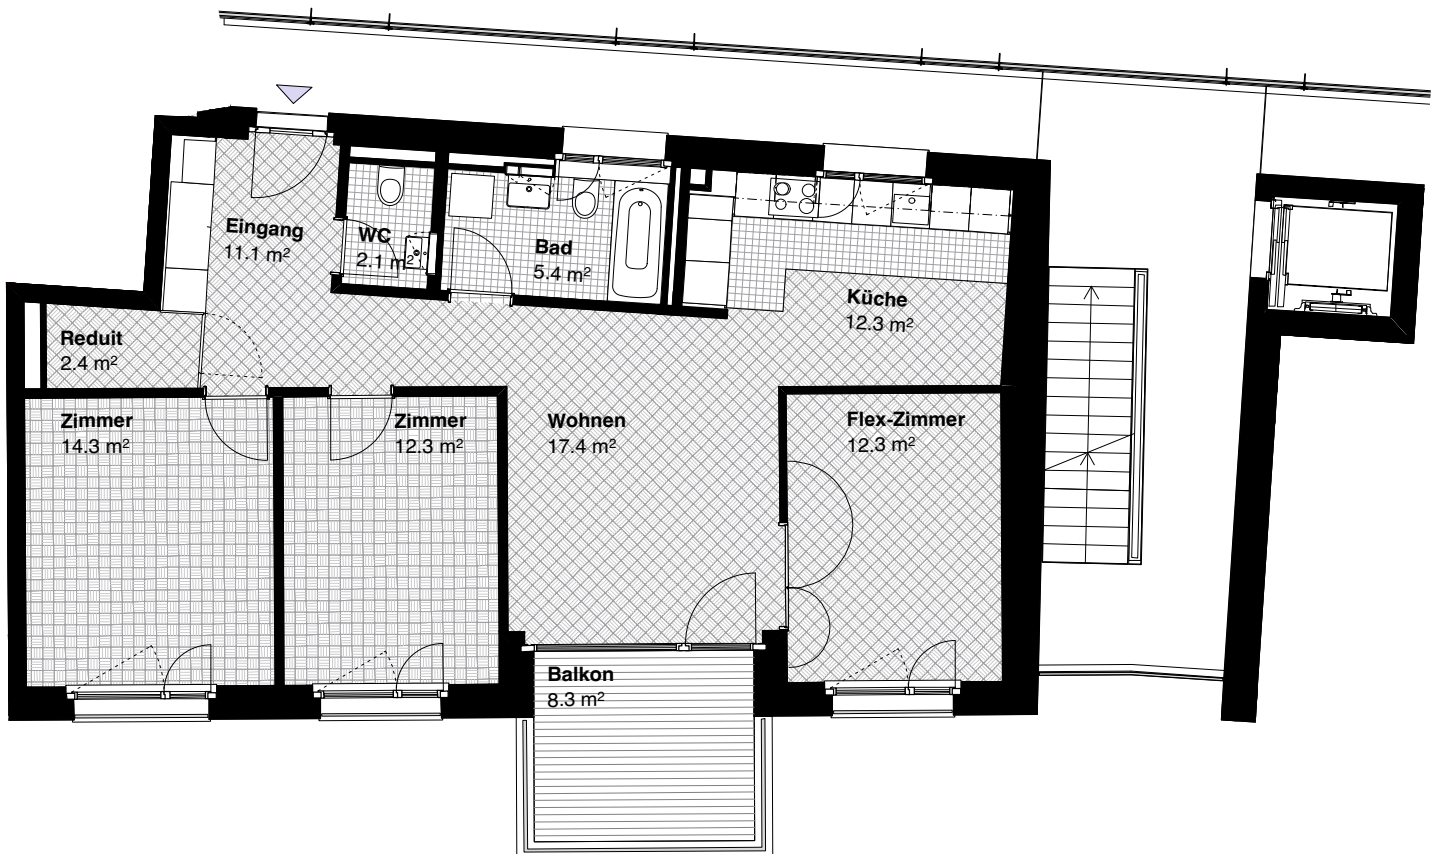 Eingang
11.1 m²
WC
2.1 m²
Bad
5.4 m²
Küche
12.3 m²
Reduit
2.4 m²
Zimmer
14.3 m²
Zimmer
12.3 m²
Wohnen
17.4 m²
Flex-Zimmer
12.3 m²
Balkon
8.3 m²